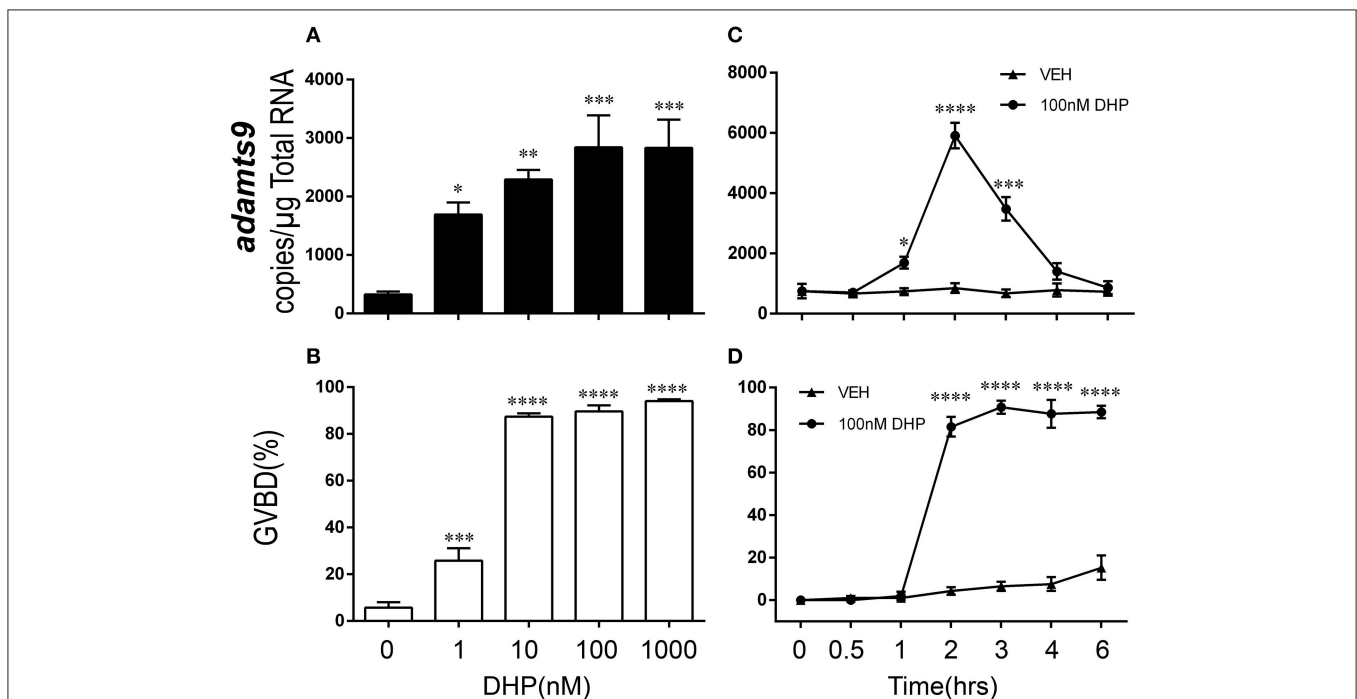 A
adamts9
copies/μg Total RNA
4000
3000
2000
1000
0
*
**
***
***
C
8000
6000
4000
2000
0
VEH
100nM DHP
*
****
***
B
GVBD(%)
100
80
60
40
20
0
***
****
****
****
0 1 10 100 1000
DHP(nM)
D
100
80
60
40
20
0
VEH
100nM DHP
****
****
****
****
0 0.5 1 2 3 4 6
Time(hrs)